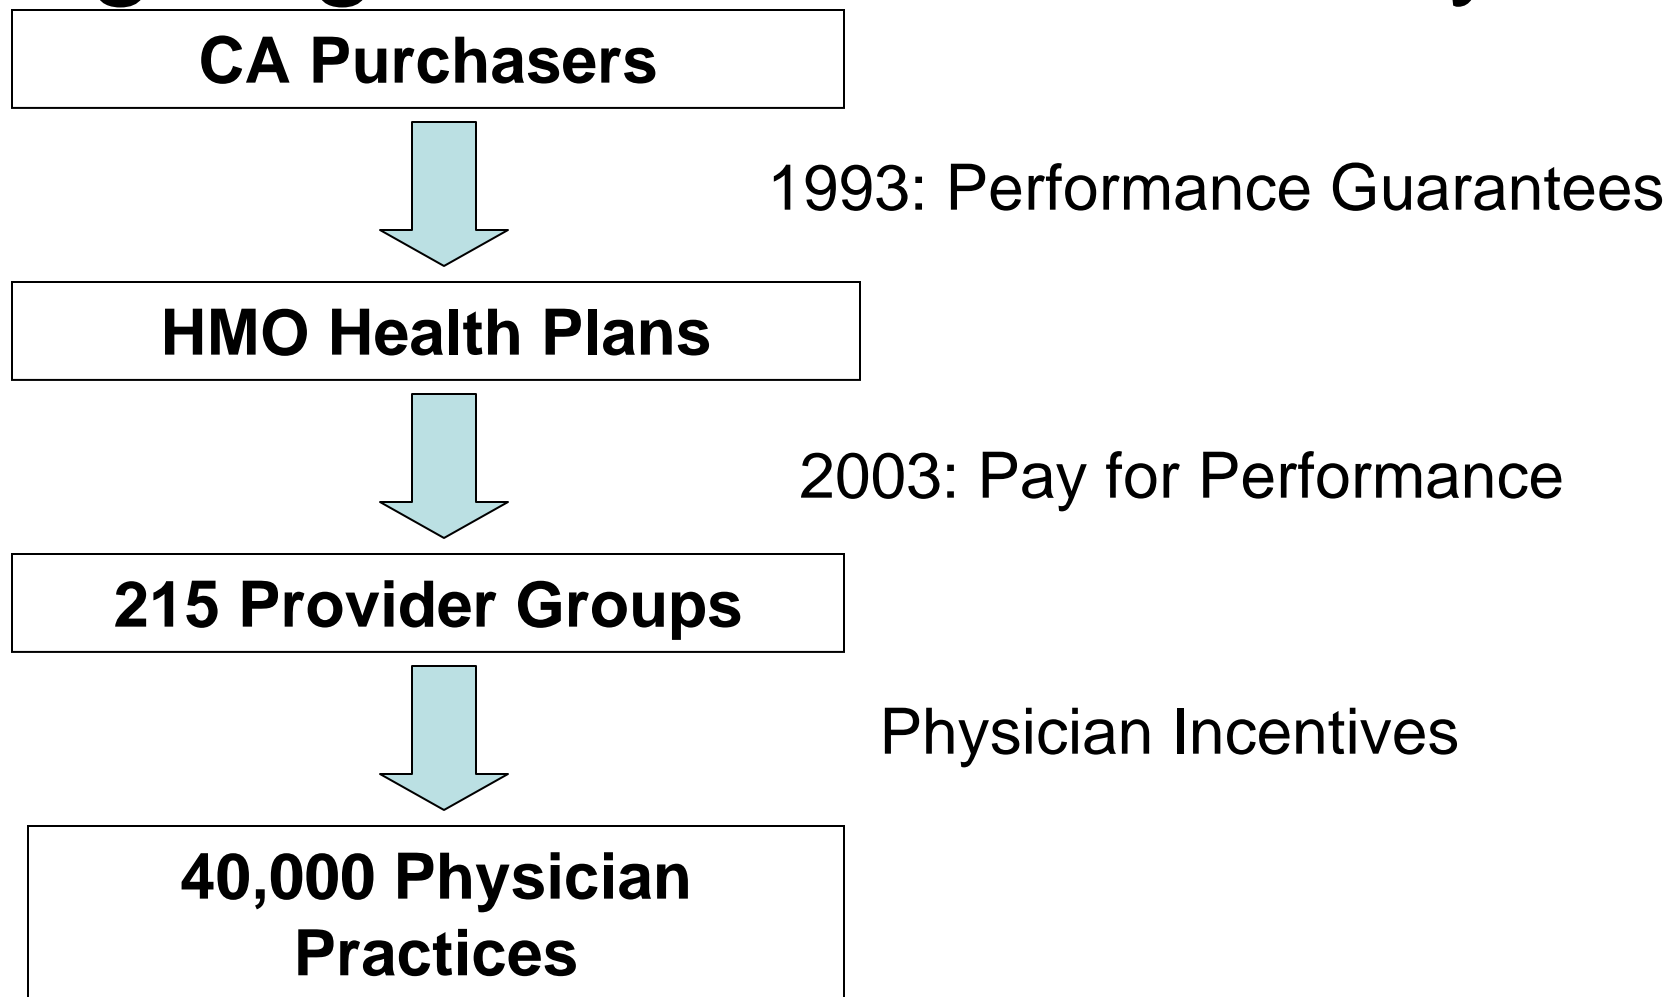 CA Purchasers
1993: Performance Guarantees
HMO Health Plans
2003: Pay for Performance
215 Provider Groups
Physician Incentives
40,000 Physician
Practices